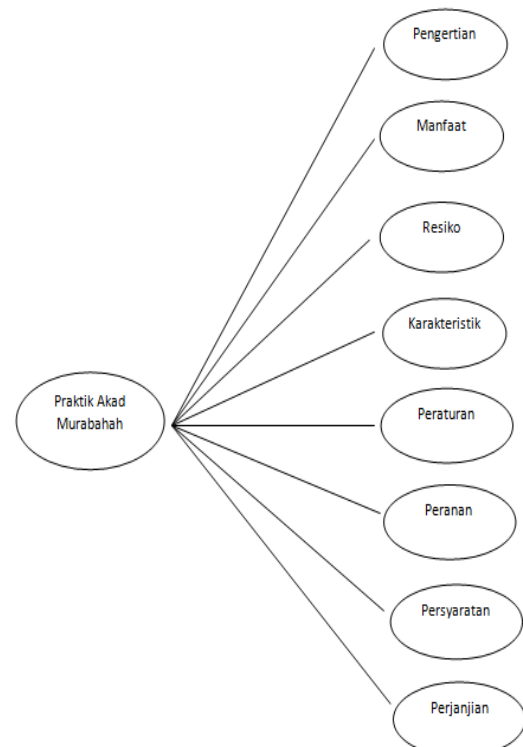 Pengertian
Manfaat
Resiko
Karakteristik
Praktik Akad
Murabahah
Peraturan
Peranan
Persyaratan
Perjanjian